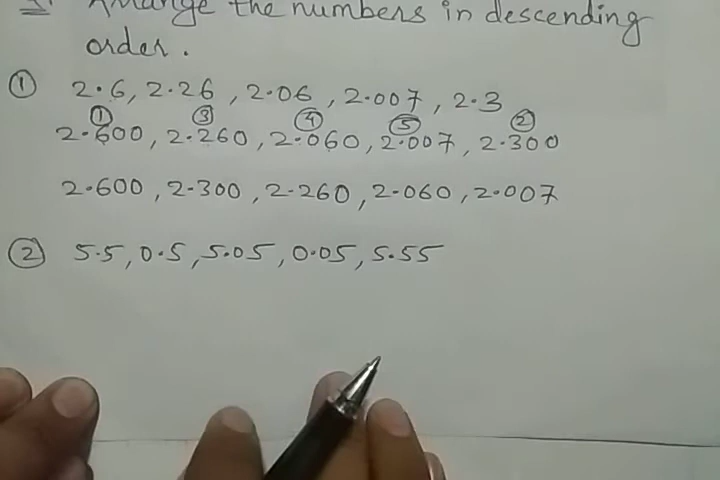 Arrange the numbers in descending
order.
① 2.6, 2.26, 2.06, 2.007, 2.3
① ③ ④ ⑤ ②
2.600, 2.260, 2.060, 2.007, 2.300
2.600, 2.300, 2.260, 2.060, 2.007
② 5.5, 0.5, 5.05, 0.05, 5.55